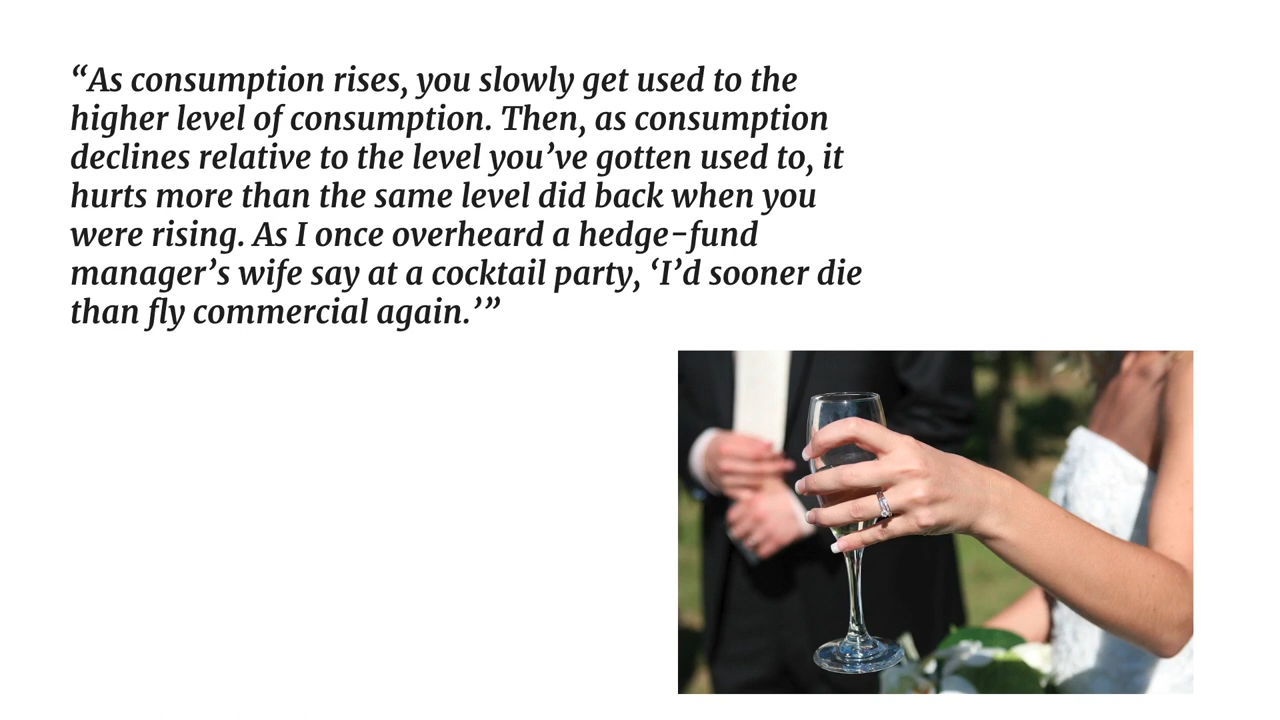 “As consumption rises, you slowly get used to the
higher level of consumption. Then, as consumption
declines relative to the level you’ve gotten used to, it
hurts more than the same level did back when you
were rising. As I once overheard a hedge-fund
manager’s wife say at a cocktail party, ‘I’d sooner die
than fly commercial again.’”